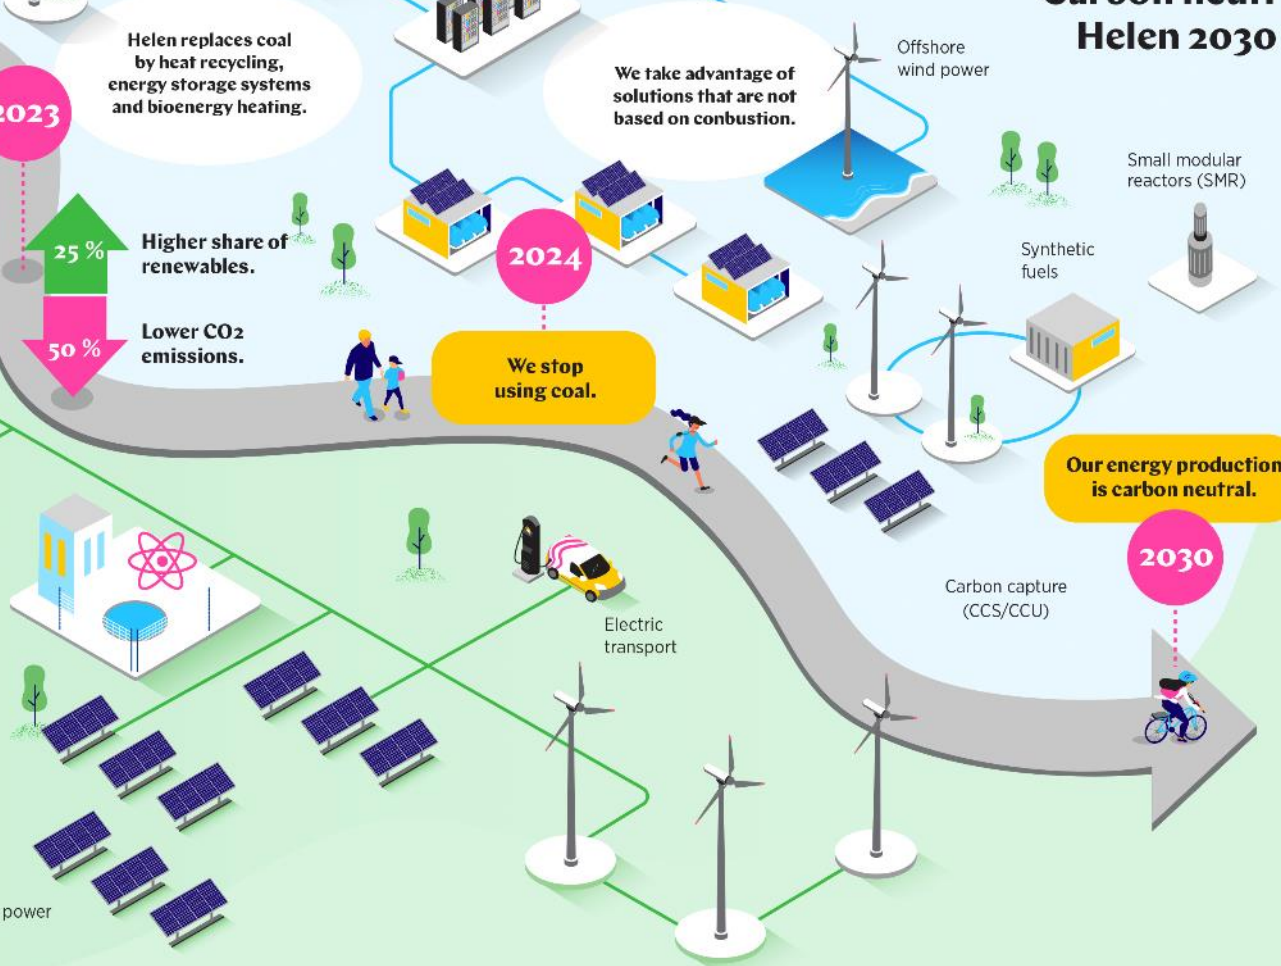 Helen 2030
Helen replaces coal
by heat recycling,
energy storage systems
and bioenergy heating.
We take advantage of
solutions that are not
based on conbustion.
Offshore
wind power
2023
Small modular
reactors (SMR)
25 %
Higher share of
renewables.
2024
Synthetic
fuels
50 %
Lower CO2
emissions.
We stop
using coal.
Our energy production
is carbon neutral.
2030
Carbon capture
(CCS/CCU)
Electric
transport
power